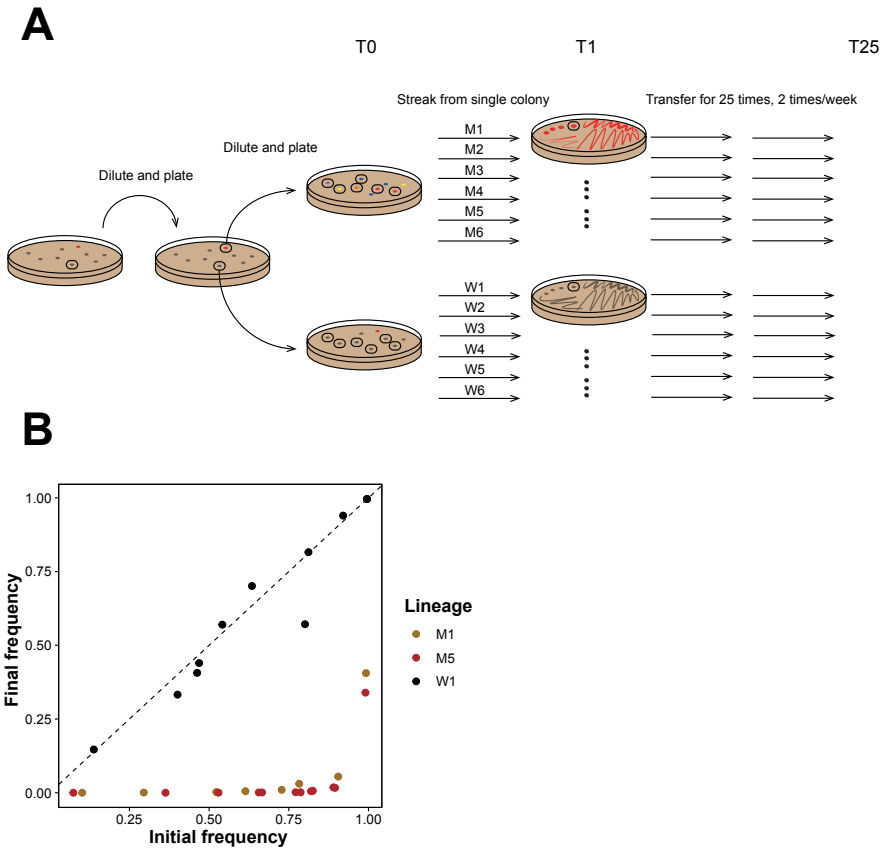 A
T0 T1 T25
Streak from single colony Transfer for 25 times, 2 times/week
Dilute and plate
Dilute and plate
M1
M2
M3
M4
M5
M6
W1
W2
W3
W4
W5
W6
B
Final frequency
1.00
0.75
0.50
0.25
0.00
0.25 0.50 0.75 1.00
Initial frequency
Lineage
M1
M5
W1